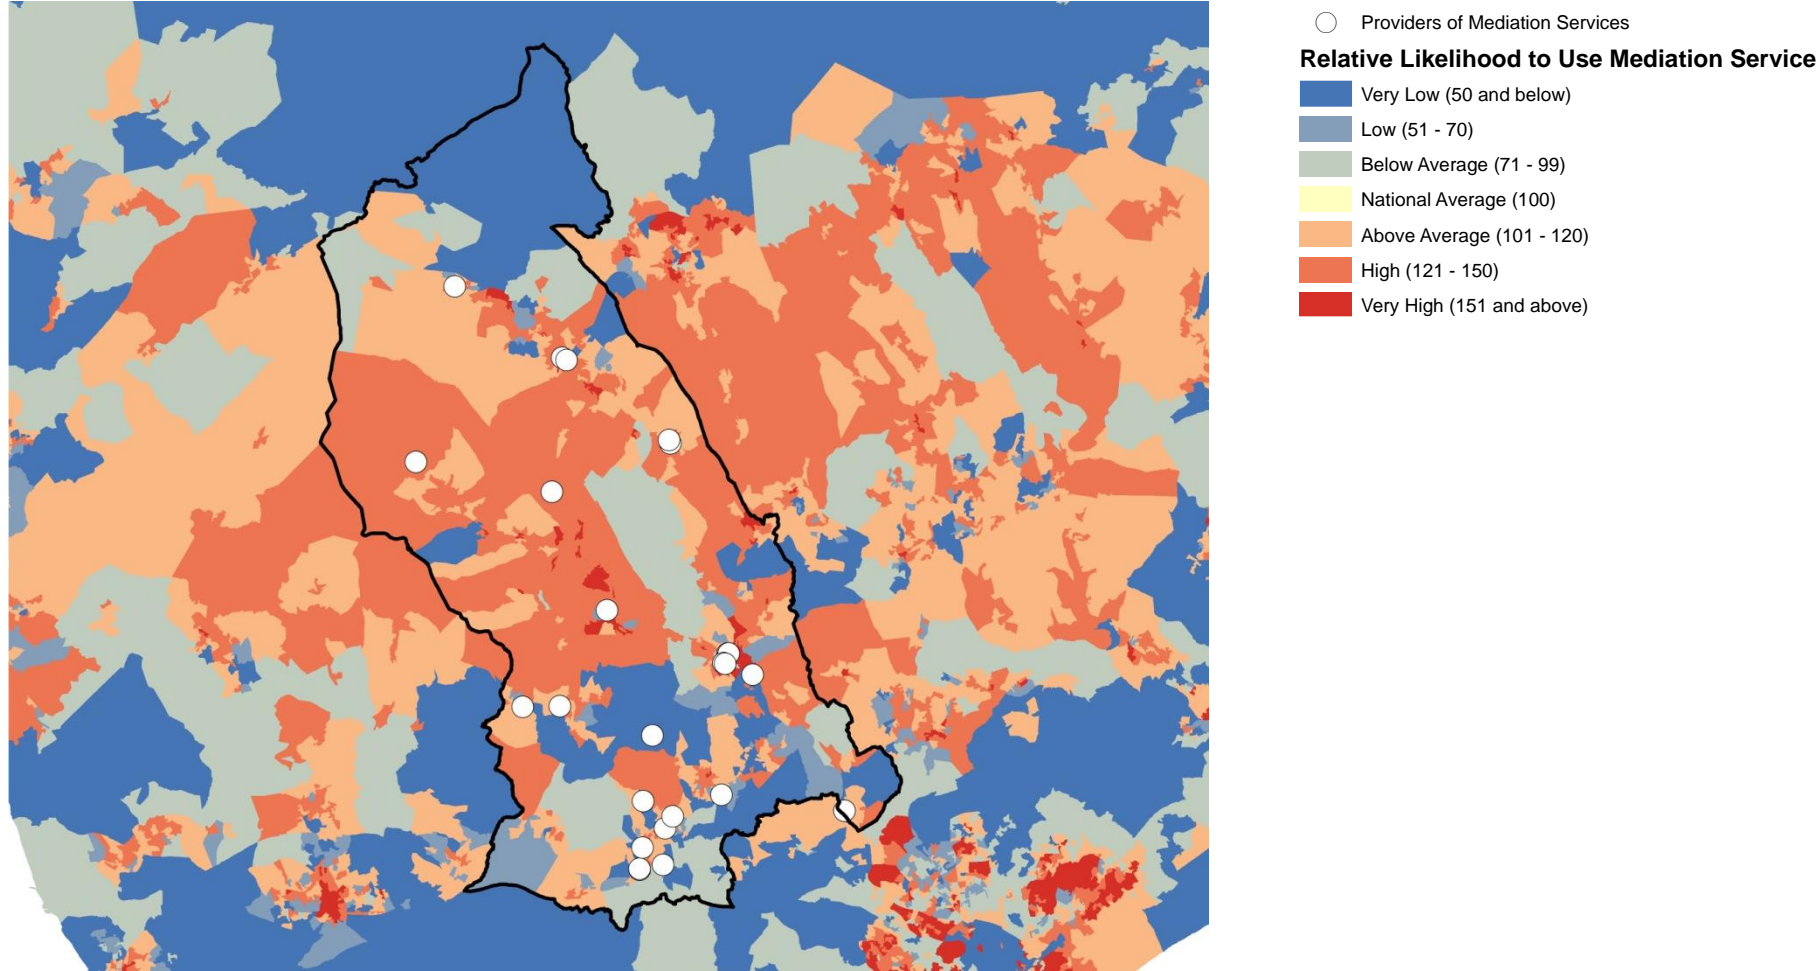 Providers of Mediation Services
Relative Likelihood to Use Mediation Service
Very Low (50 and below)
Low (51 - 70)
Below Average (71 - 99)
National Average (100)
Above Average (101 - 120)
High (121 - 150)
Very High (151 and above)